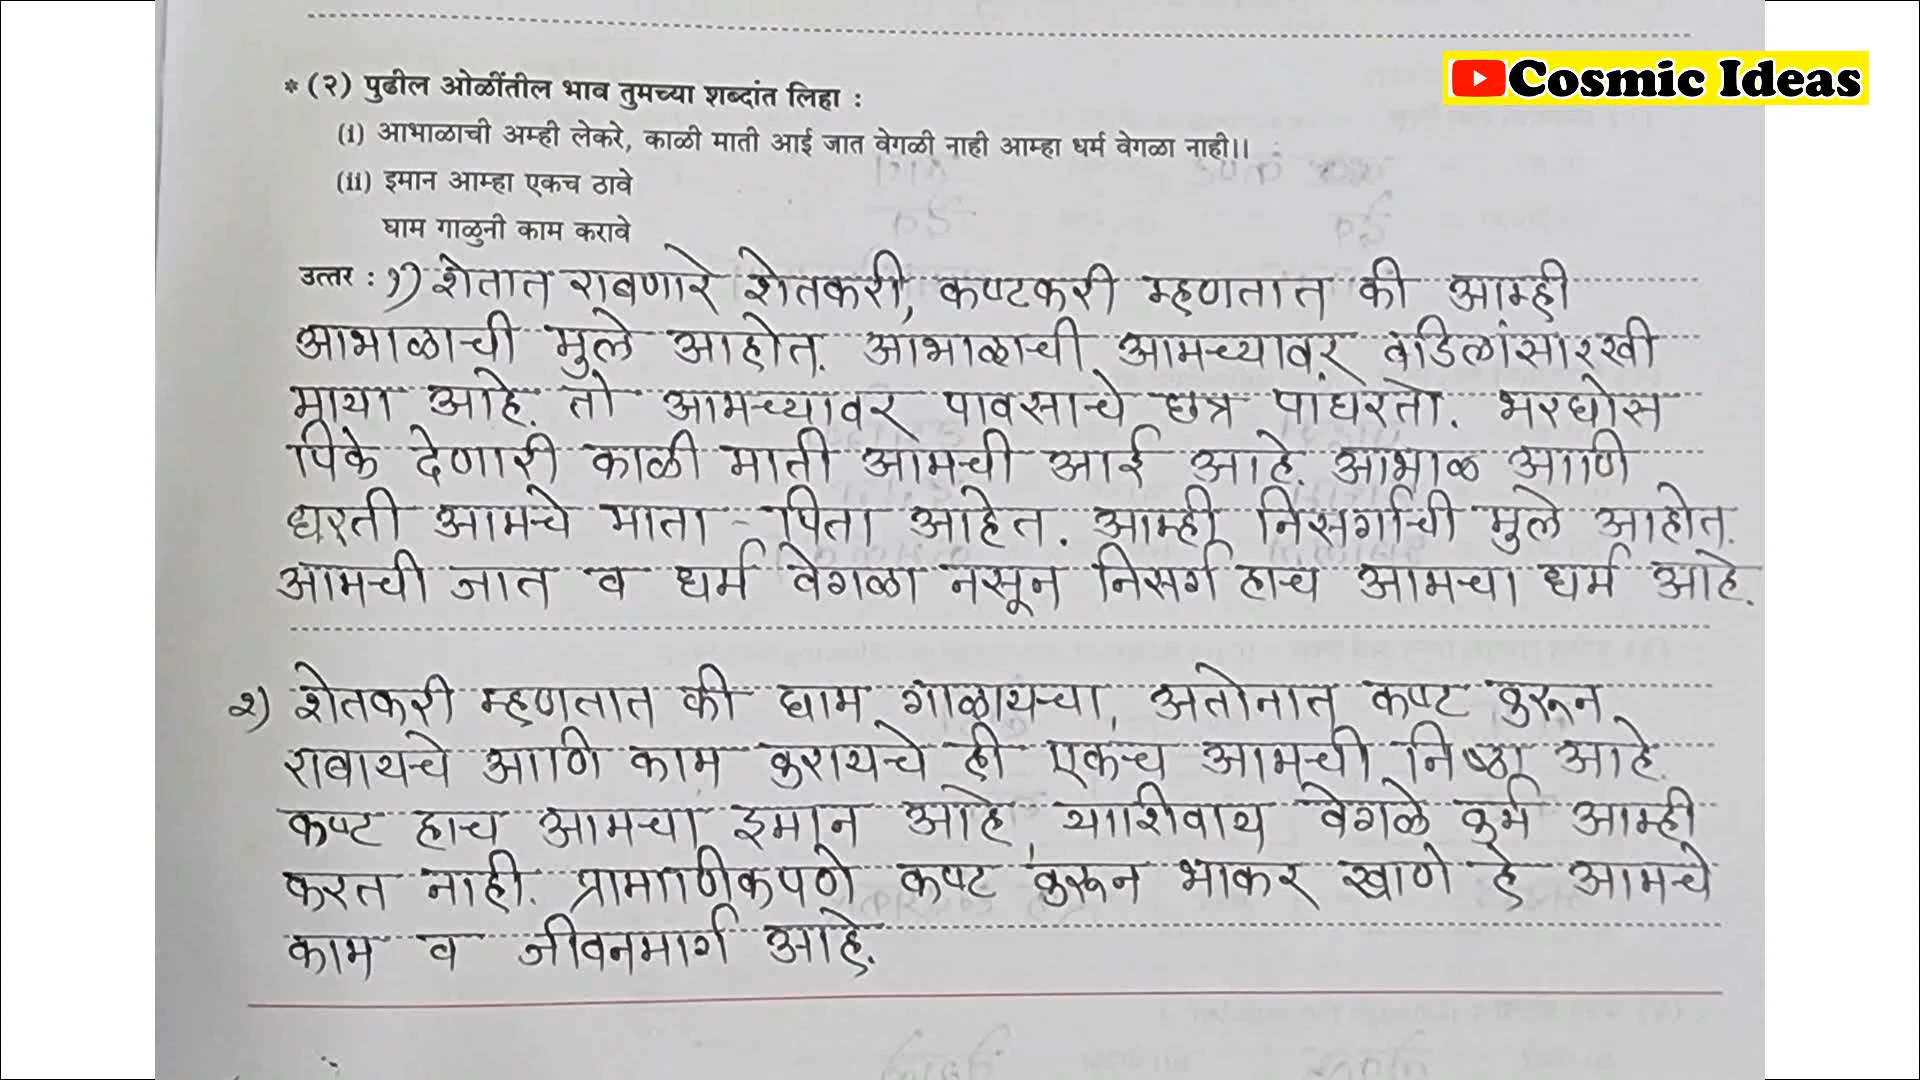 Cosmic Ideas
* (२) पुढील ओळींतील भाव तुमच्या शब्दांत लिहा :
(i) आभाळाची अम्ही लेकरे, काळी माती आई जात वेगळी नाही आम्हा धर्म वेगळा नाही।।
(ii) इमान आम्हा एकच ठावे
घाम गाळुनी काम करावे
उत्तर : १) शेतात राबणारे शेतकरी, कष्टकरी म्हणतात की आम्ही
आभाळाची मुले आहोत. आभाळाची आमच्यावर वडिलांसारखी
माया आहे. तो आमच्यावर पावसाचे छत्र पांघरतो. भरघोस
पिके देणारी काळी माती आमची आई आहे. आभाळ आणि
धरती आमचे माता - पिता आहेत. आम्ही निसर्गाची मुले आहोत.
आमची जात व धर्म वेगळा नसून निसर्ग हाच आमचा धर्म आहे.
२) शेतकरी म्हणतात की घाम गाळायचा, अतोनात कष्ट करून
राबायचे आणि काम करायचे ही एकच आमची निष्ठा आहे.
कष्ट हाच आमचा इमान आहे, याशिवाय वेगळे कर्म आम्ही
करत नाही. प्रामाणिकपणे कष्ट करून भाकर खाणे हे आमचे
काम व जीवनमार्ग आहे.